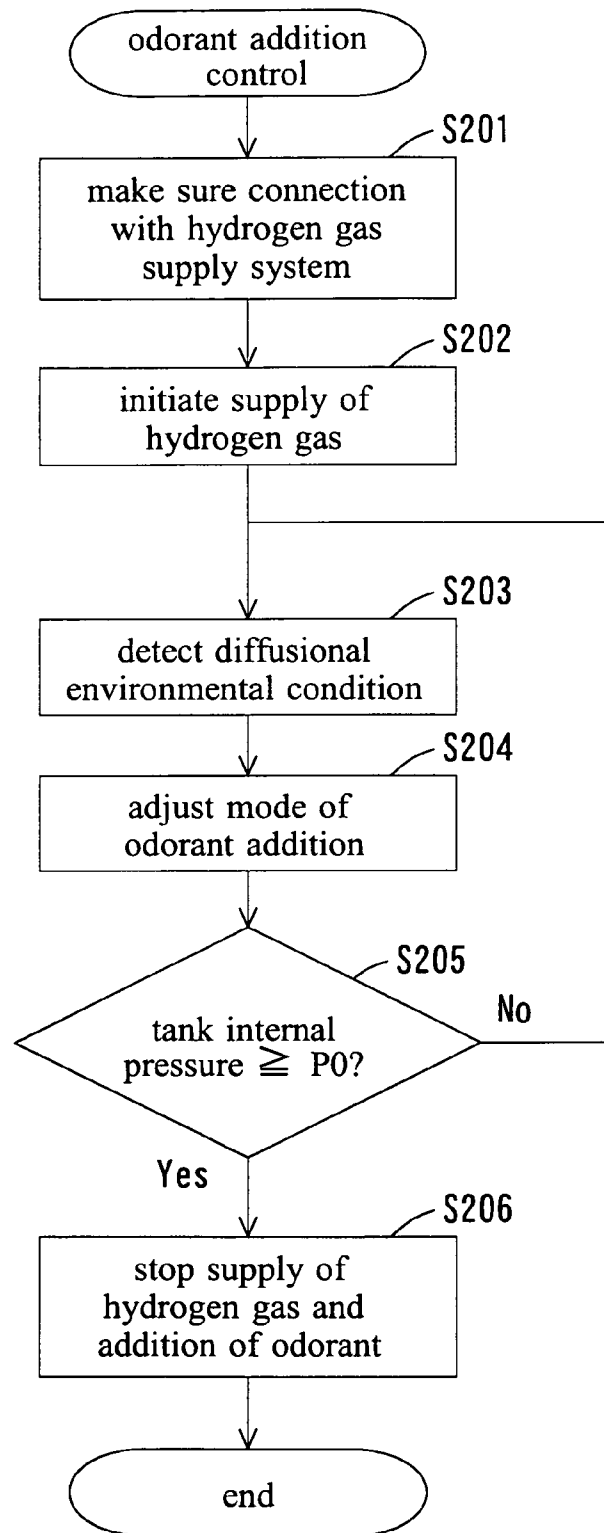 odorant addition
control
S201
make sure connection
with hydrogen gas
supply system
S202
initiate supply of
hydrogen gas
S203
detect diffusional
environmental condition
S204
adjust mode of
odorant addition
S205
tank internal
pressure ≧ P0?
No
Yes
S206
stop supply of
hydrogen gas and
addition of odorant
end